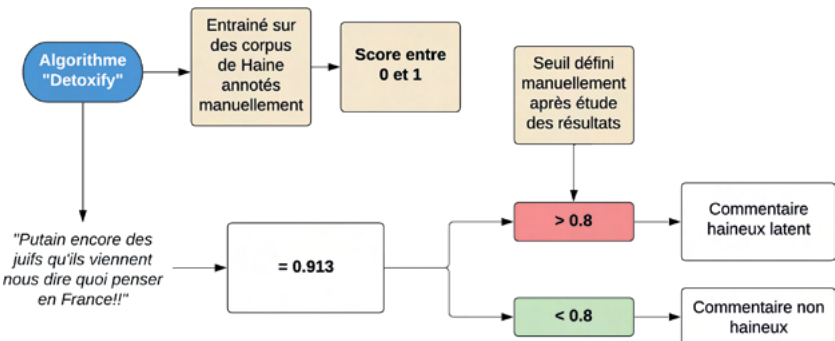 Algorithme
"Detoxify"
Entrainé sur
des corpus
de Haine
annotés
manuellement
Score entre
0 et 1
Seuil défini
manuellement
après étude
des résultats
"Putain encore des
juifs qu'ils viennent
nous dire quoi penser
en France!!"
= 0.913
> 0.8
Commentaire
haineux latent
< 0.8
Commentaire non
haineux